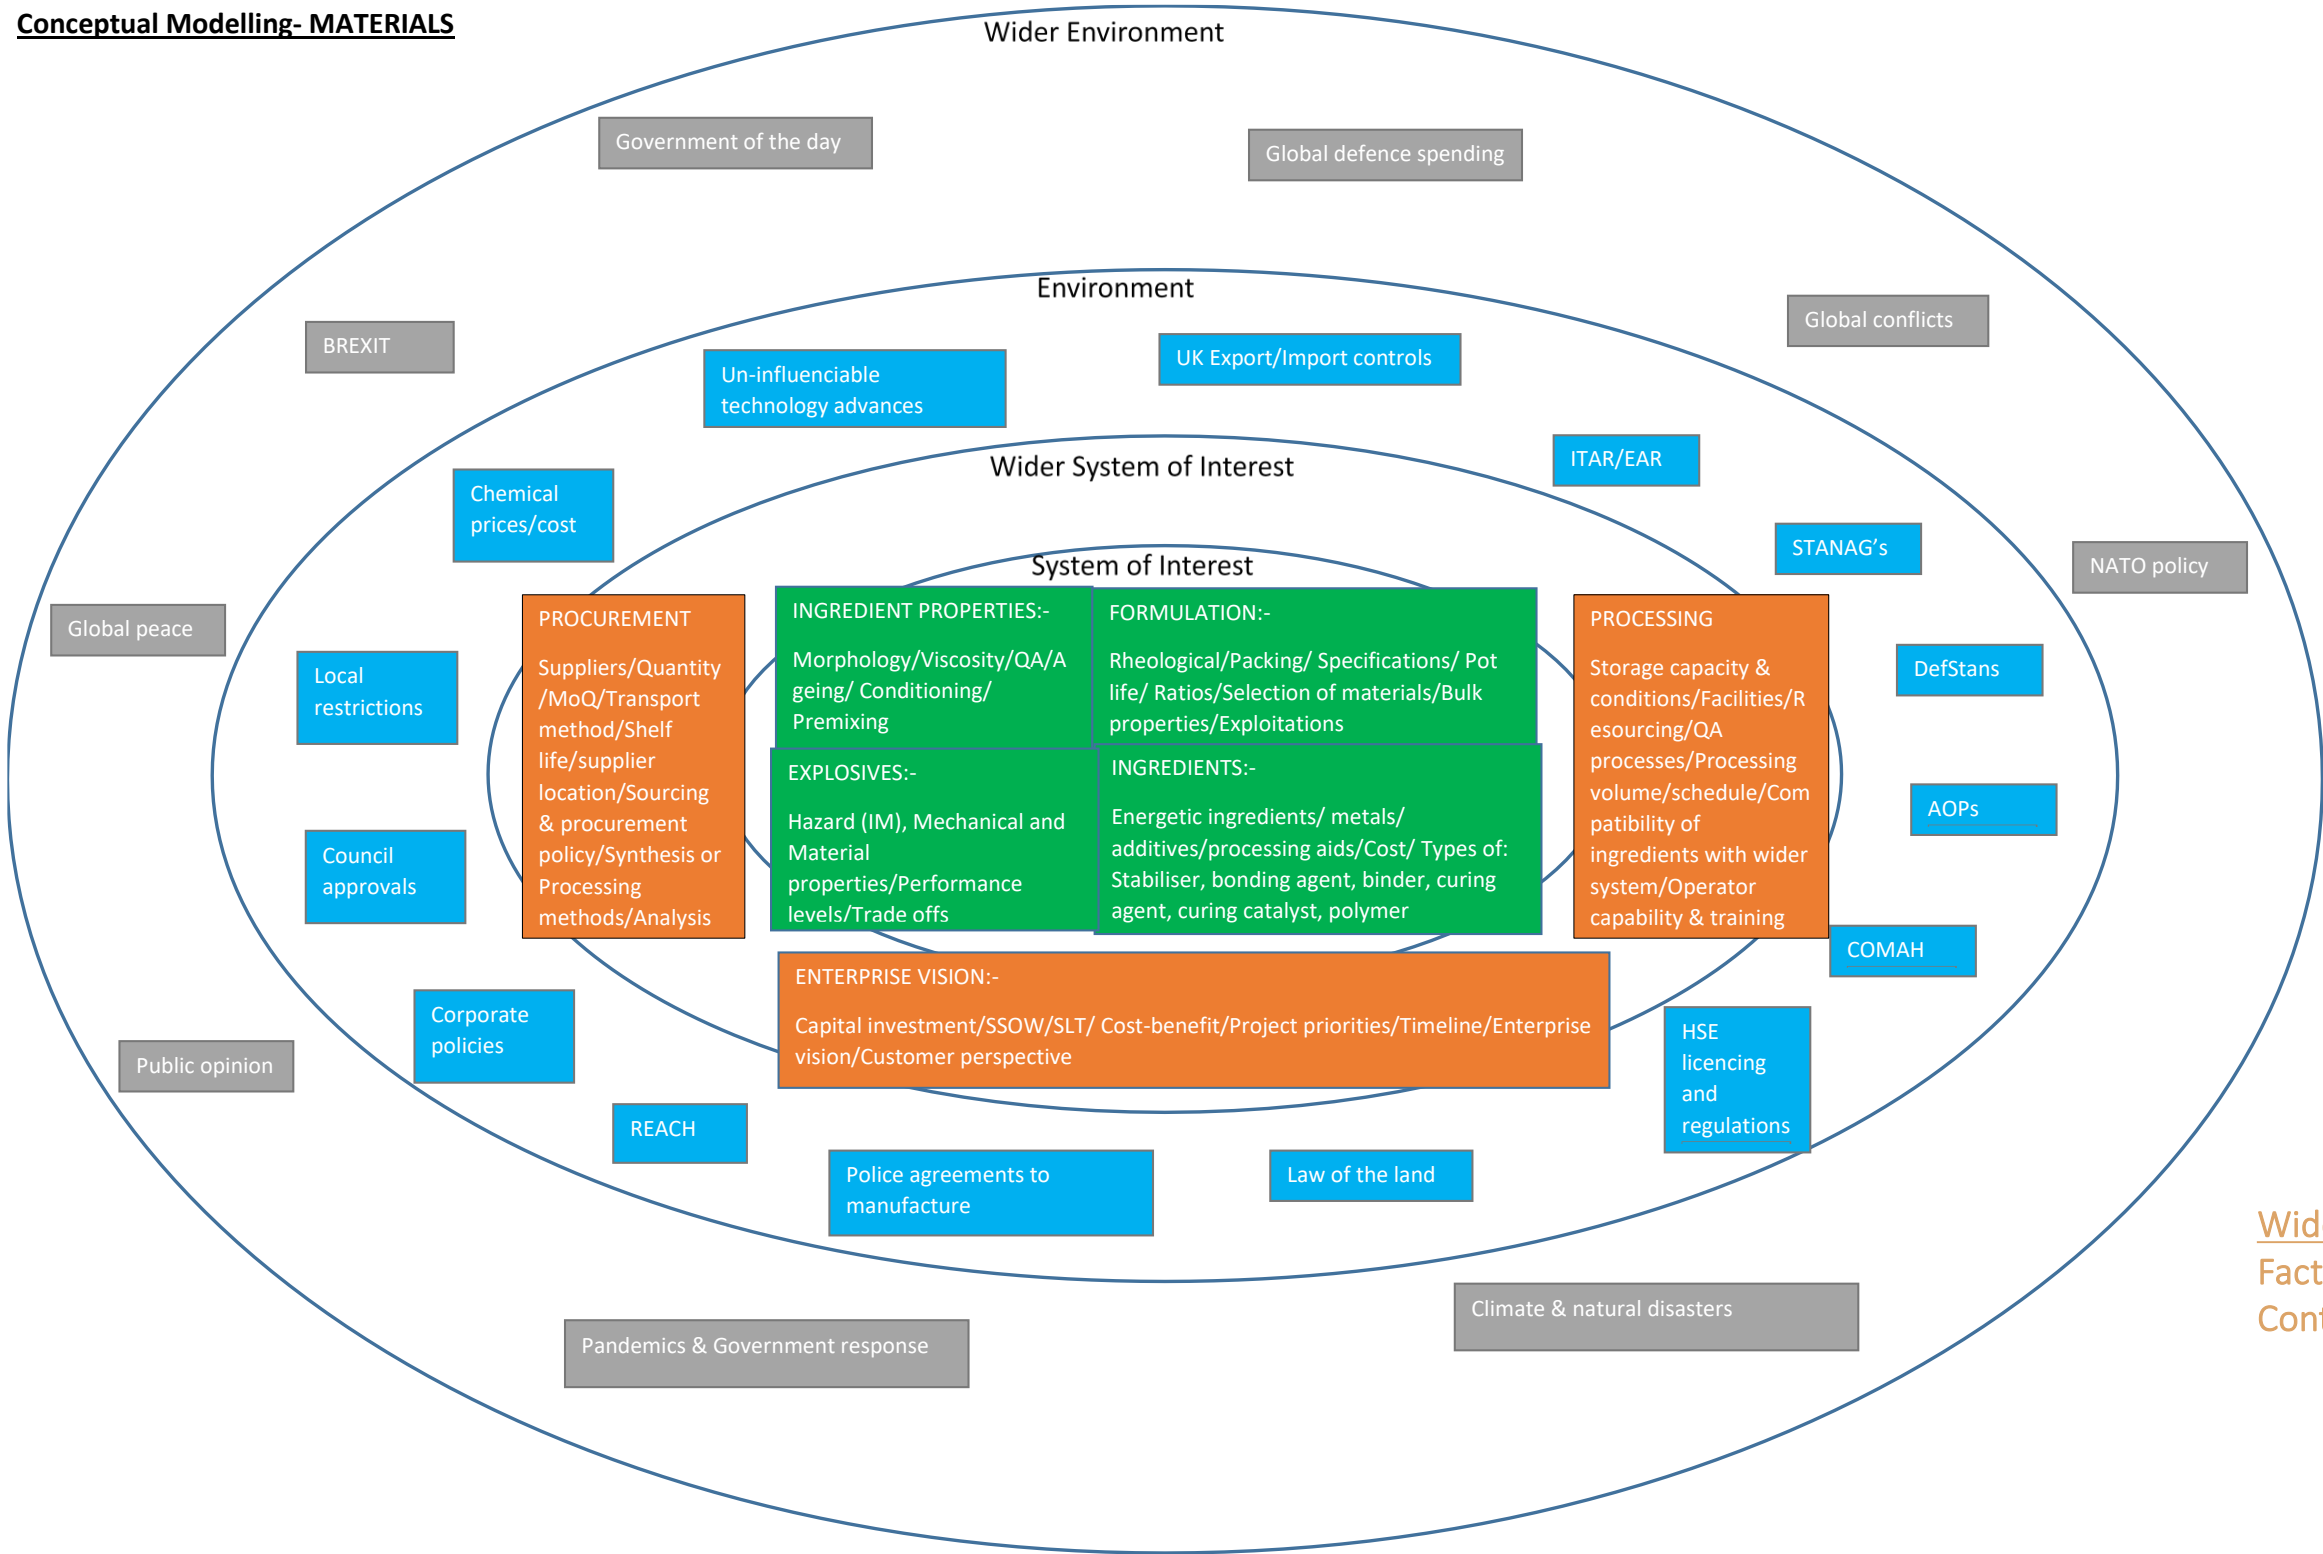 Conceptual Modelling- MATERIALS
Wider Environment
Government of the day
Global defence spending
Environment
Global conflicts
BREXIT
UK Export/Import controls
Un-influenciable
technology advances
Wider System of Interest
ITAR/EAR
Chemical
prices/cost
STANAG's
NATO policy
System of Interest
Global peace
PROCUREMENT
Suppliers/Quantity
/MoQ/Transport
method/Shelf
life/supplier
location/Sourcing
& procurement
policy/Synthesis or
Processing
methods/Analysis
INGREDIENT PROPERTIES:-
Morphology/Viscosity/QA/A
geing/ Conditioning/
Premixing
FORMULATION:-
Rheological/Packing/ Specifications/ Pot
life/ Ratios/Selection of materials/Bulk
properties/Exploitations
PROCESSING
Storage capacity &
conditions/Facilities/R
esourcing/QA
processes/Processing
volume/schedule/Com
patibility of
ingredients with wider
system/Operator
capability & training
Local
restrictions
DefStans
EXPLOSIVES:-
Hazard (IM), Mechanical and
Material
properties/Performance
levels/Trade offs
INGREDIENTS:-
Energetic ingredients/ metals/
additives/processing aids/Cost/ Types of:
Stabiliser, bonding agent, binder, curing
agent, curing catalyst, polymer
AOPs
Council
approvals
COMAH
ENTERPRISE VISION:-
Capital investment/SSOW/SLT/ Cost-benefit/Project priorities/Timeline/Enterprise
vision/Customer perspective
Corporate
policies
HSE
licencing
and
regulations
Public opinion
REACH
Police agreements to
manufacture
Law of the land
Climate & natural disasters
Pandemics & Government response